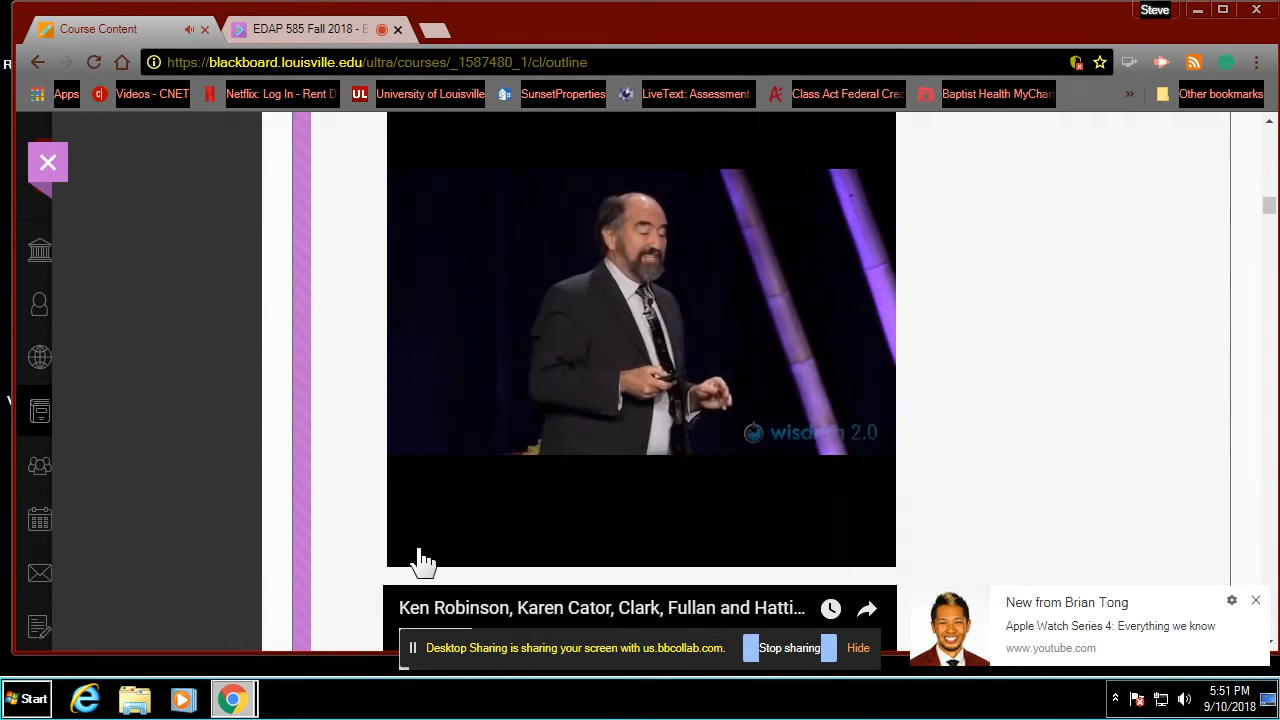 Steve
Course Content
EDAP 585 Fall 2018 - E
https://blackboard.louisville.edu/ultra/courses/_1587480_1/cl/outline
Apps
Videos - CNET
Netflix: Log In - Rent D
UL University of Louisville
SunsetProperties
LiveText: Assessment
Class Act Federal Cred
Baptist Health MyChar
»
Other bookmarks
wisdom 2.0
Ken Robinson, Karen Cator, Clark, Fullan and Hatti...
Desktop Sharing is sharing your screen with us.bbcollab.com.
Stop sharing
Hide
New from Brian Tong
Apple Watch Series 4: Everything we know
www.youtube.com
Start
5:51 PM
9/10/2018